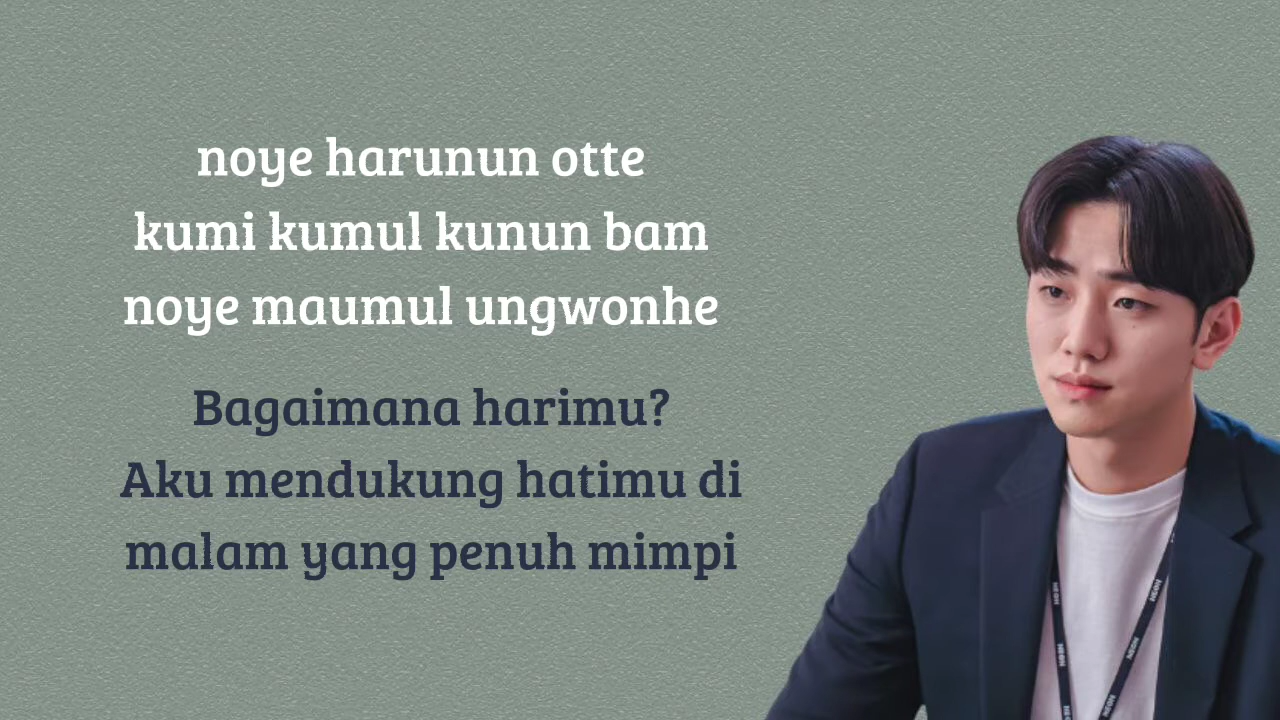 noye harunun otte
kumi kumul kunun bam
noye maumul ungwonhe
Bagaimana harimu?
Aku mendukung hatimu di
malam yang penuh mimpi